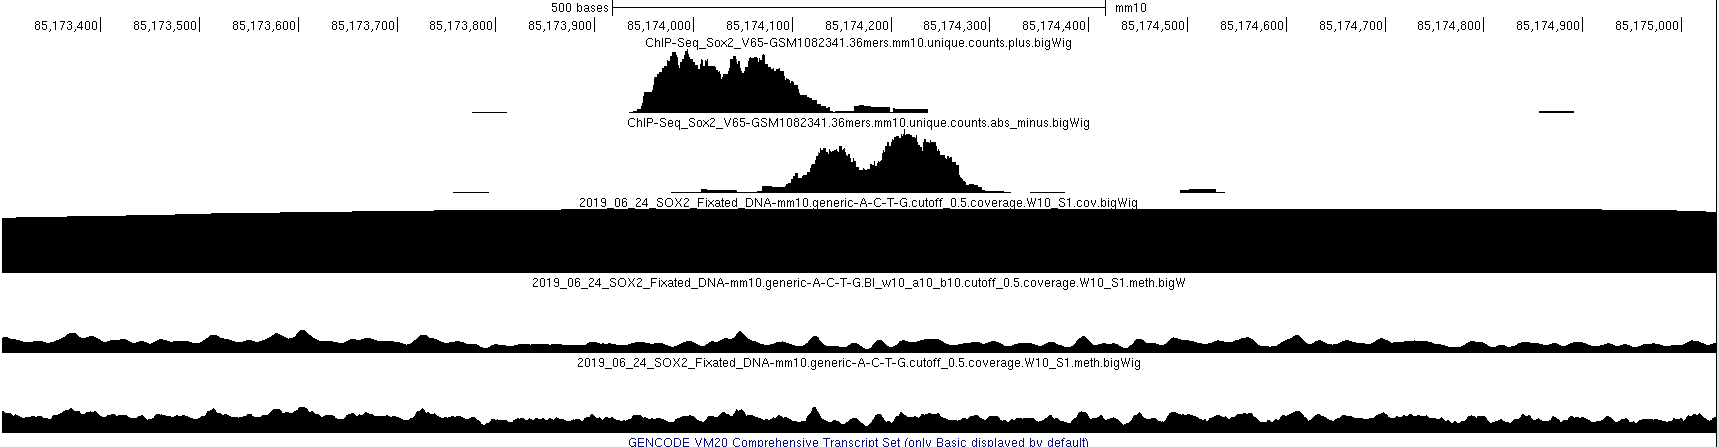 500 bases mm10
85,173,400 85,173,500 85,173,600 85,173,700 85,173,800 85,173,900 85,174,000 85,174,100 85,174,200 85,174,300 85,174,400 85,174,500 85,174,600 85,174,700 85,174,800 85,174,900 85,175,000
ChIP-Seq_Sox2_V65-GSM1082341.36mers.mm10.unique.counts.plus.bigWig
ChIP-Seq_Sox2_V65-GSM1082341.36mers.mm10.unique.counts.abs_minus.bigWig
2019_06_24_SOX2_Fixated_DNA-mm10.generic-A-C-T-G.cutoff_0.5.coverage.W10_S1.cov.bigWig
2019_06_24_SOX2_Fixated_DNA-mm10.generic-A-C-T-G.BI_w10_a10_b10.cutoff_0.5.coverage.W10_S1.meth.bigW
2019_06_24_SOX2_Fixated_DNA-mm10.generic-A-C-T-G.cutoff_0.5.coverage.W10_S1.meth.bigWig
GENCODE VM20 Comprehensive Transcript Set (only Basic displayed by default)